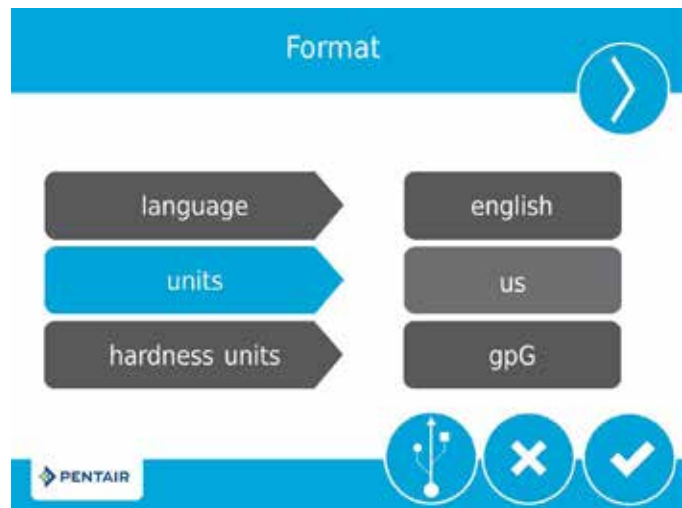 Format
language
english
units
us
hardness units
gpG
PENTAIR